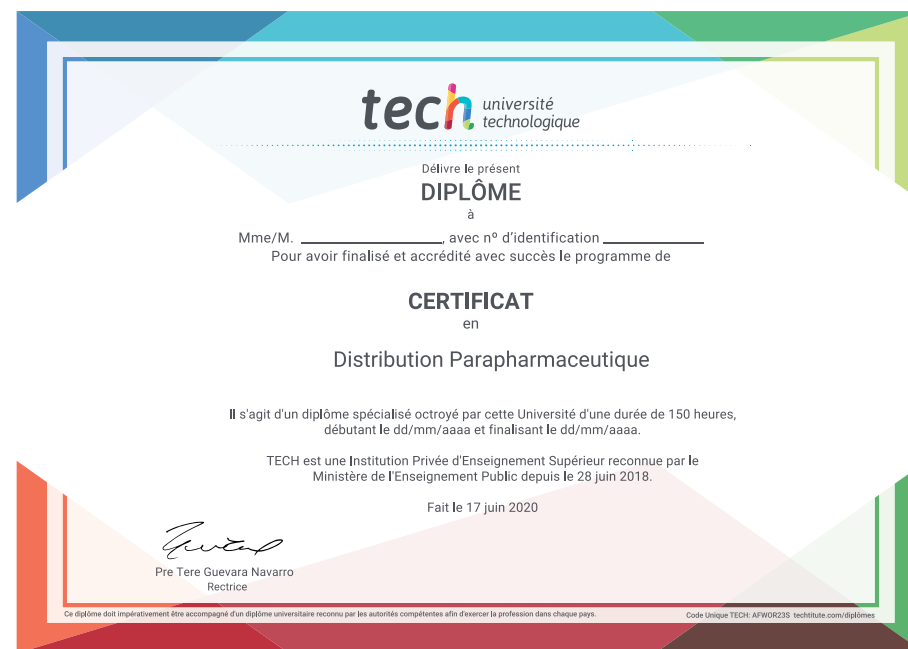 tech université
technologique
Délivre le présent
DIPLÔME
à
Mme/M. ____________________, avec nº d'identification ______________
Pour avoir finalisé et accrédité avec succès le programme de
CERTIFICAT
en
Distribution Parapharmaceutique
Il s'agit d'un diplôme spécialisé octroyé par cette Université d'une durée de 150 heures,
débutant le dd/mm/aaaa et finalisant le dd/mm/aaaa.
TECH est une Institution Privée d'Enseignement Supérieur reconnue par le
Ministère de l'Enseignement Public depuis le 28 juin 2018.
Fait le 17 juin 2020
Pre Tere Guevara Navarro
Rectrice
Ce diplôme doit impérativement être accompagné d'un diplôme universitaire reconnu par les autorités compétentes afin d'exercer la profession dans chaque pays.
Code Unique TECH: AFWOR23S techtitute.com/diplômes